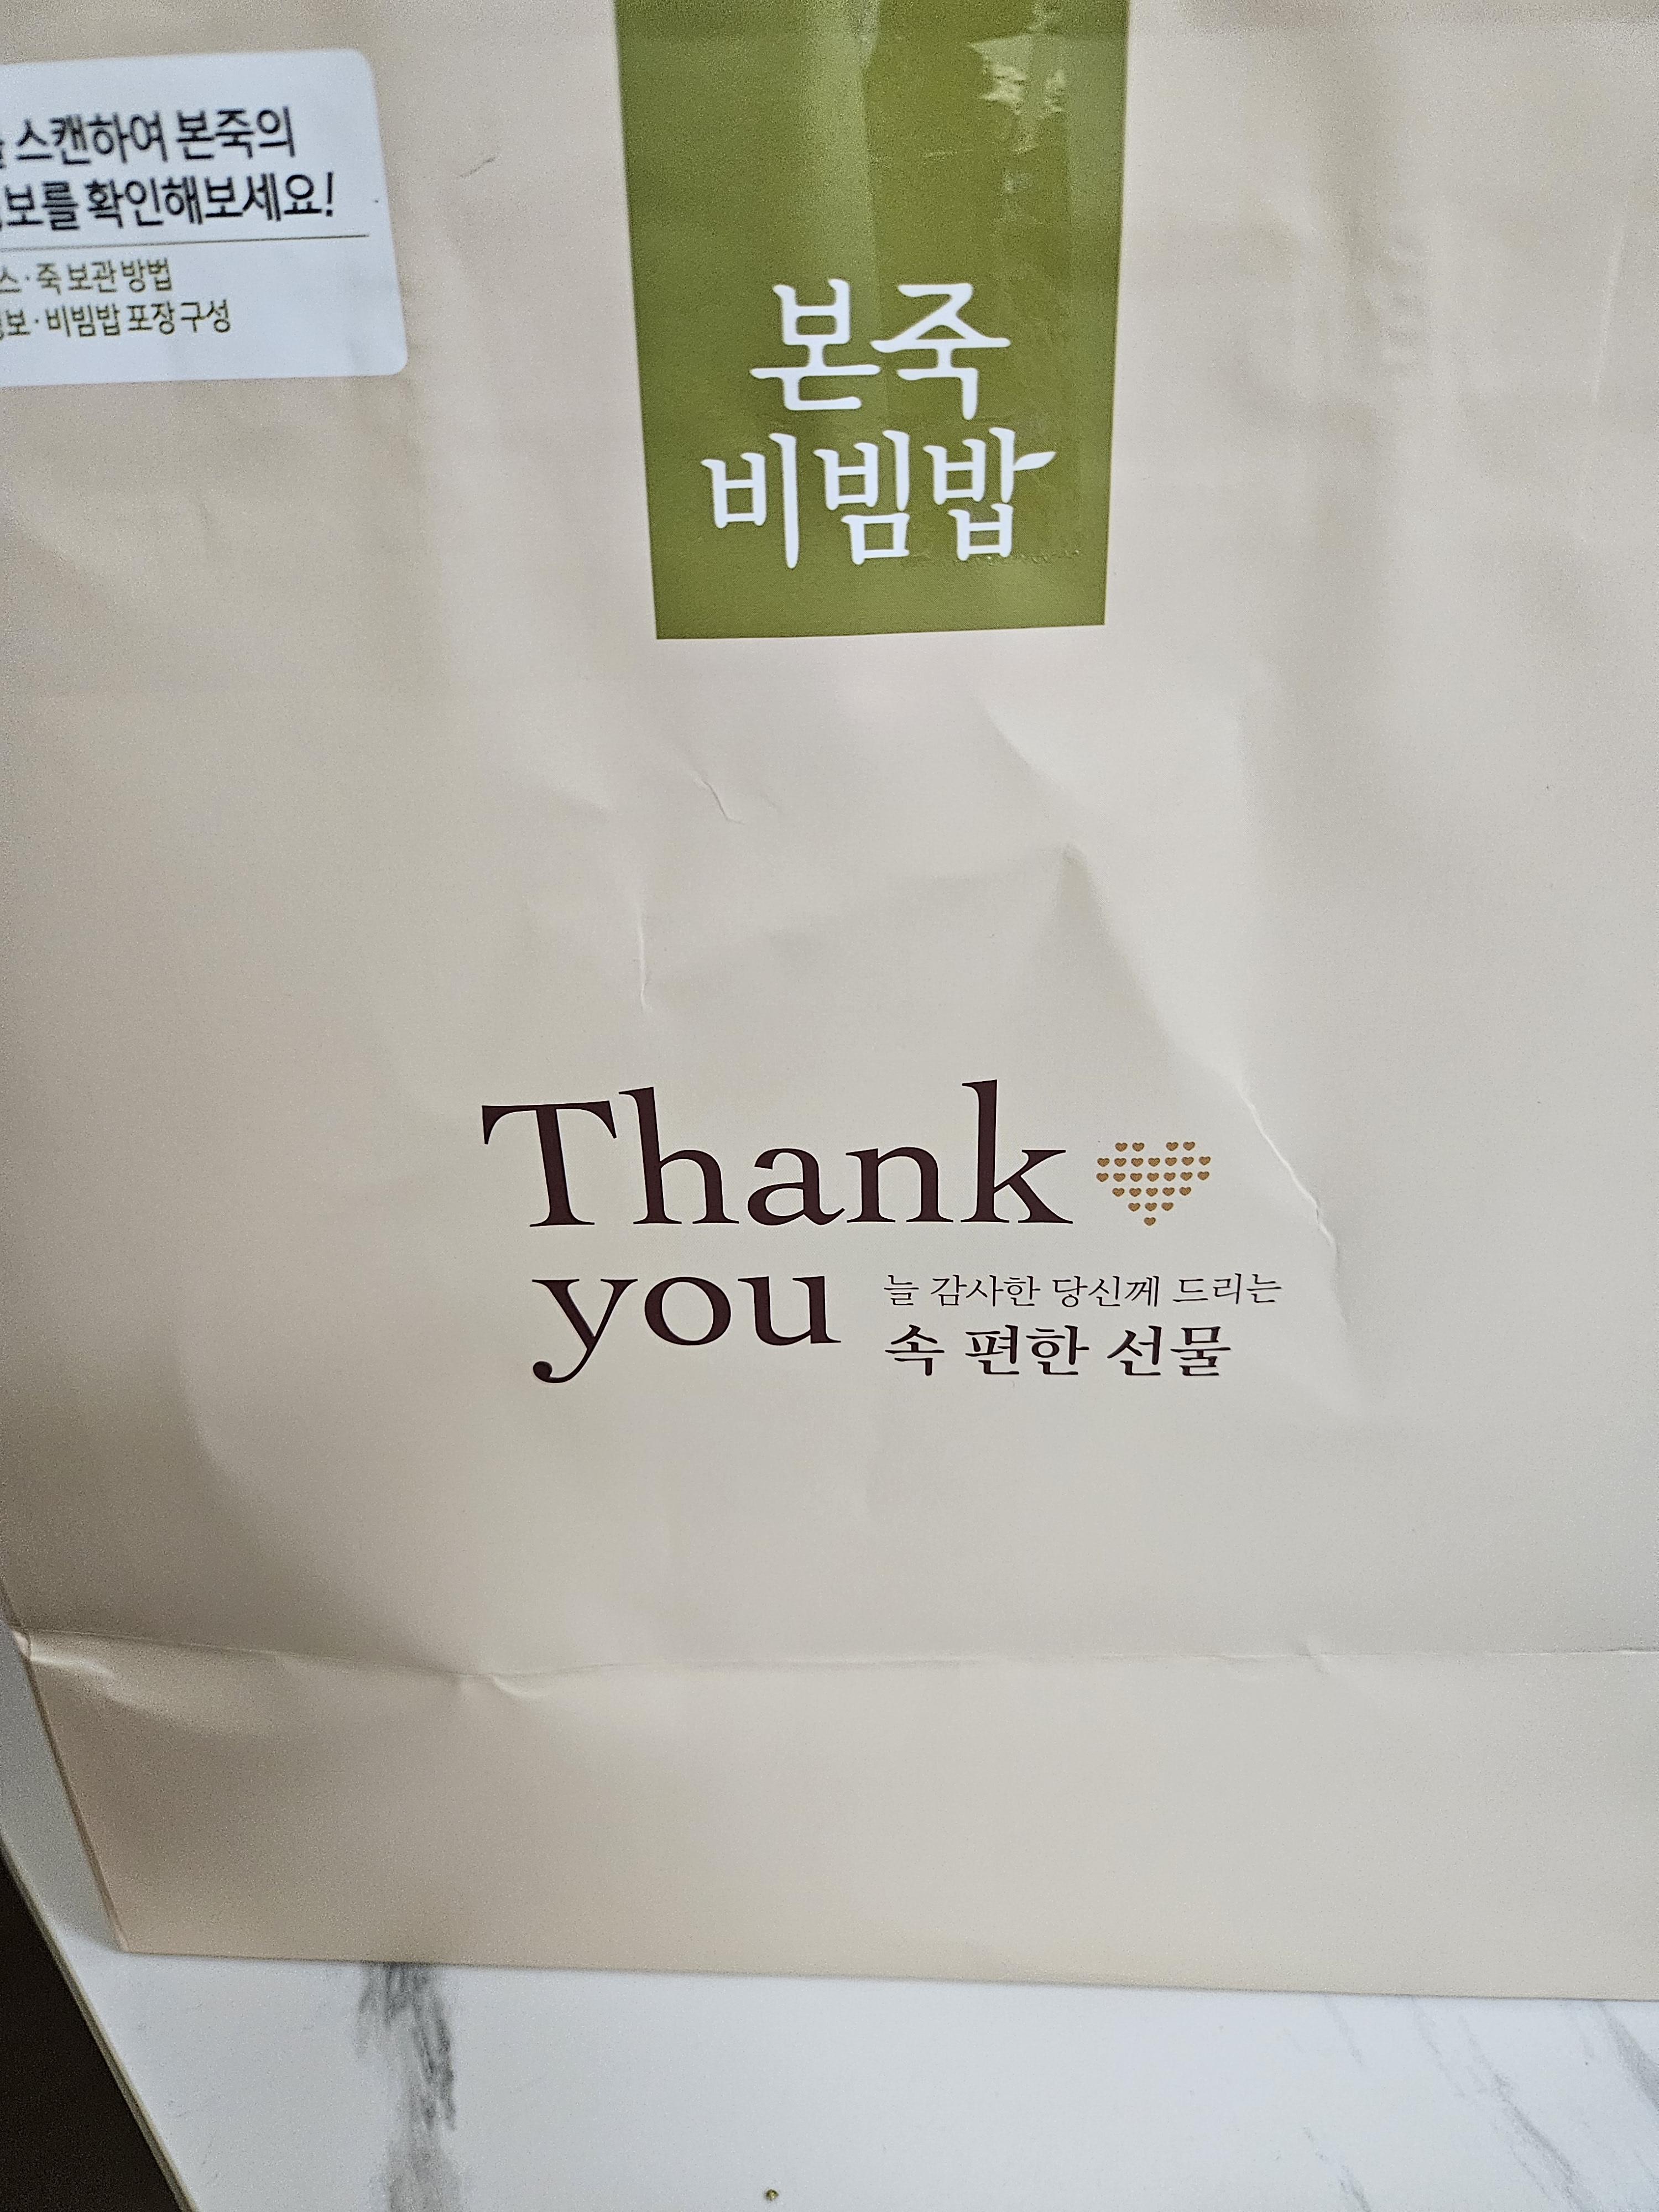 스캔하여 본죽의
보를 확인해보세요!
스·죽 보관 방법
보·비빔밥 포장 구성
본죽
비빔밥
Thank
you
늘 감사한 당신께 드리는
속 편한 선물